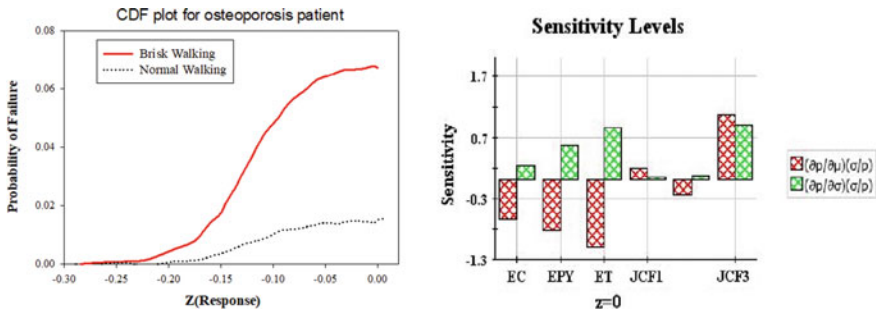 CDF plot for osteoporosis patient
0.08
0.06
0.04
0.02
0.00
Probability of Failure
Brisk Walking
Normal Walking
-0.30 -0.25 -0.20 -0.15 -0.10 -0.05 0.00
Z(Response)
Sensitivity Levels
1.7
0.7
-0.3
-1.3
Sensitivity
EC EPY ET JCF1 JCF3
z=0
(∂p/∂μ)(σ/p)
(∂p/∂σ)(σ/p)